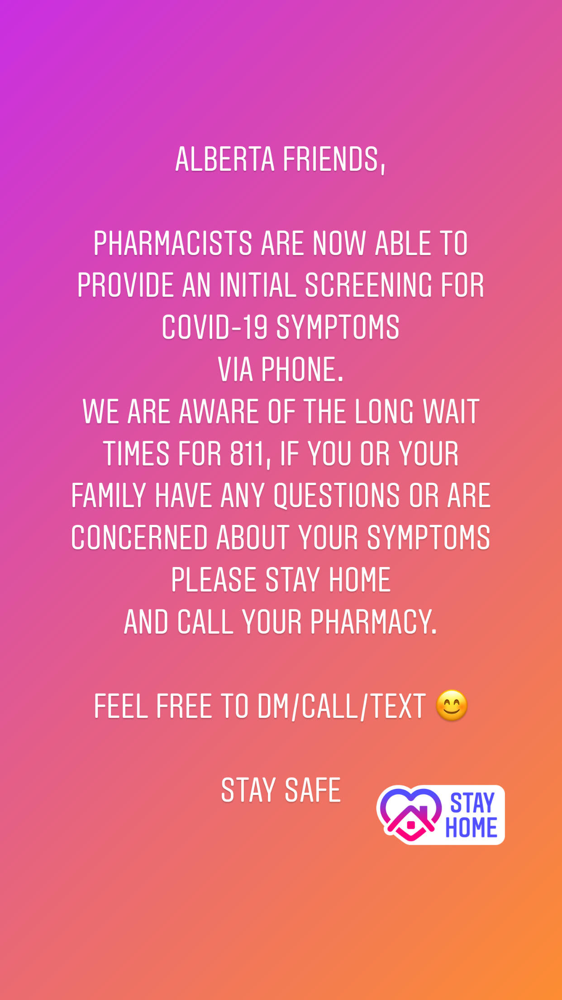 ALBERTA FRIENDS,
PHARMACISTS ARE NOW ABLE TO
PROVIDE AN INITIAL SCREENING FOR
COVID-19 SYMPTOMS
VIA PHONE.
WE ARE AWARE OF THE LONG WAIT
TIMES FOR 811, IF YOU OR YOUR
FAMILY HAVE ANY QUESTIONS OR ARE
CONCERNED ABOUT YOUR SYMPTOMS
PLEASE STAY HOME
AND CALL YOUR PHARMACY.
FEEL FREE TO DM/CALL/TEXT 😊
STAY SAFE
STAY
HOME